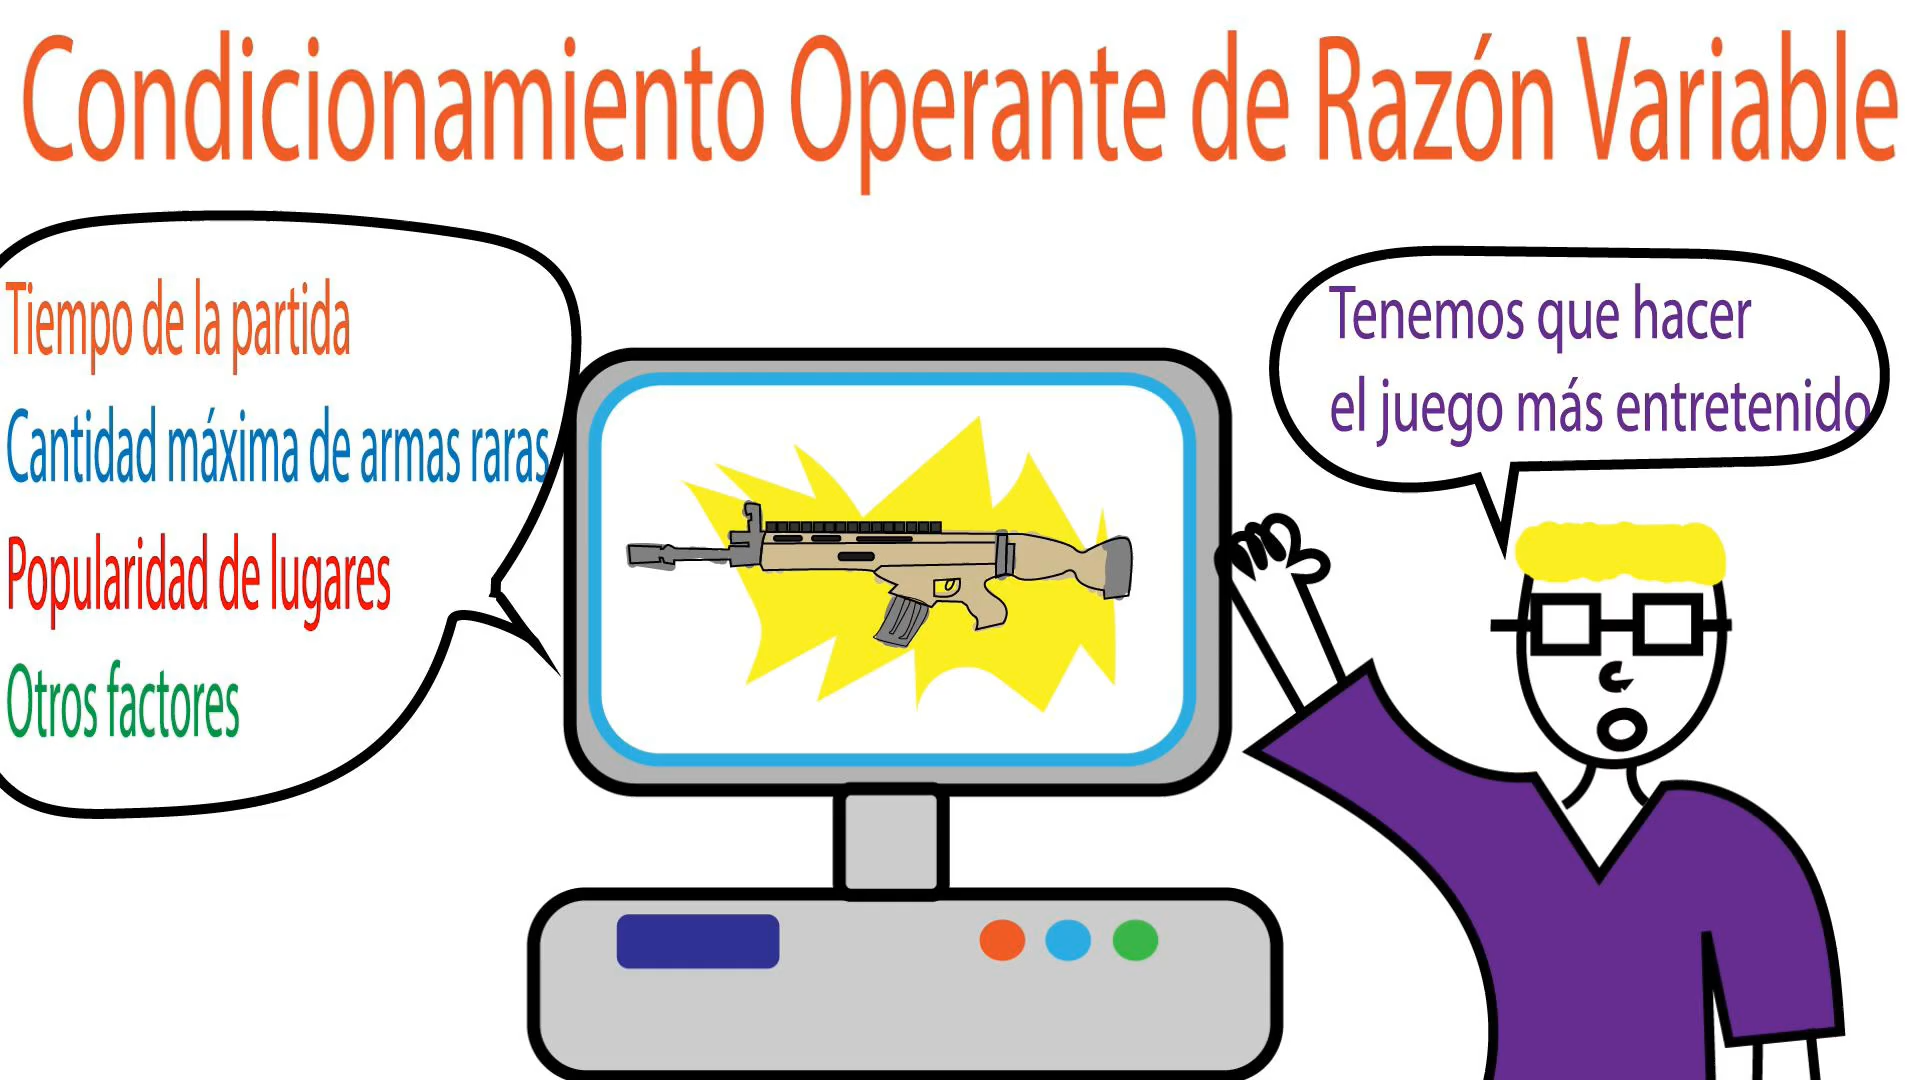 Condicionamiento Operante de Razón Variable
Tiempo de la partida
Cantidad máxima de armas raras
Popularidad de lugares
Otros factores
Tenemos que hacer
el juego más entretenido